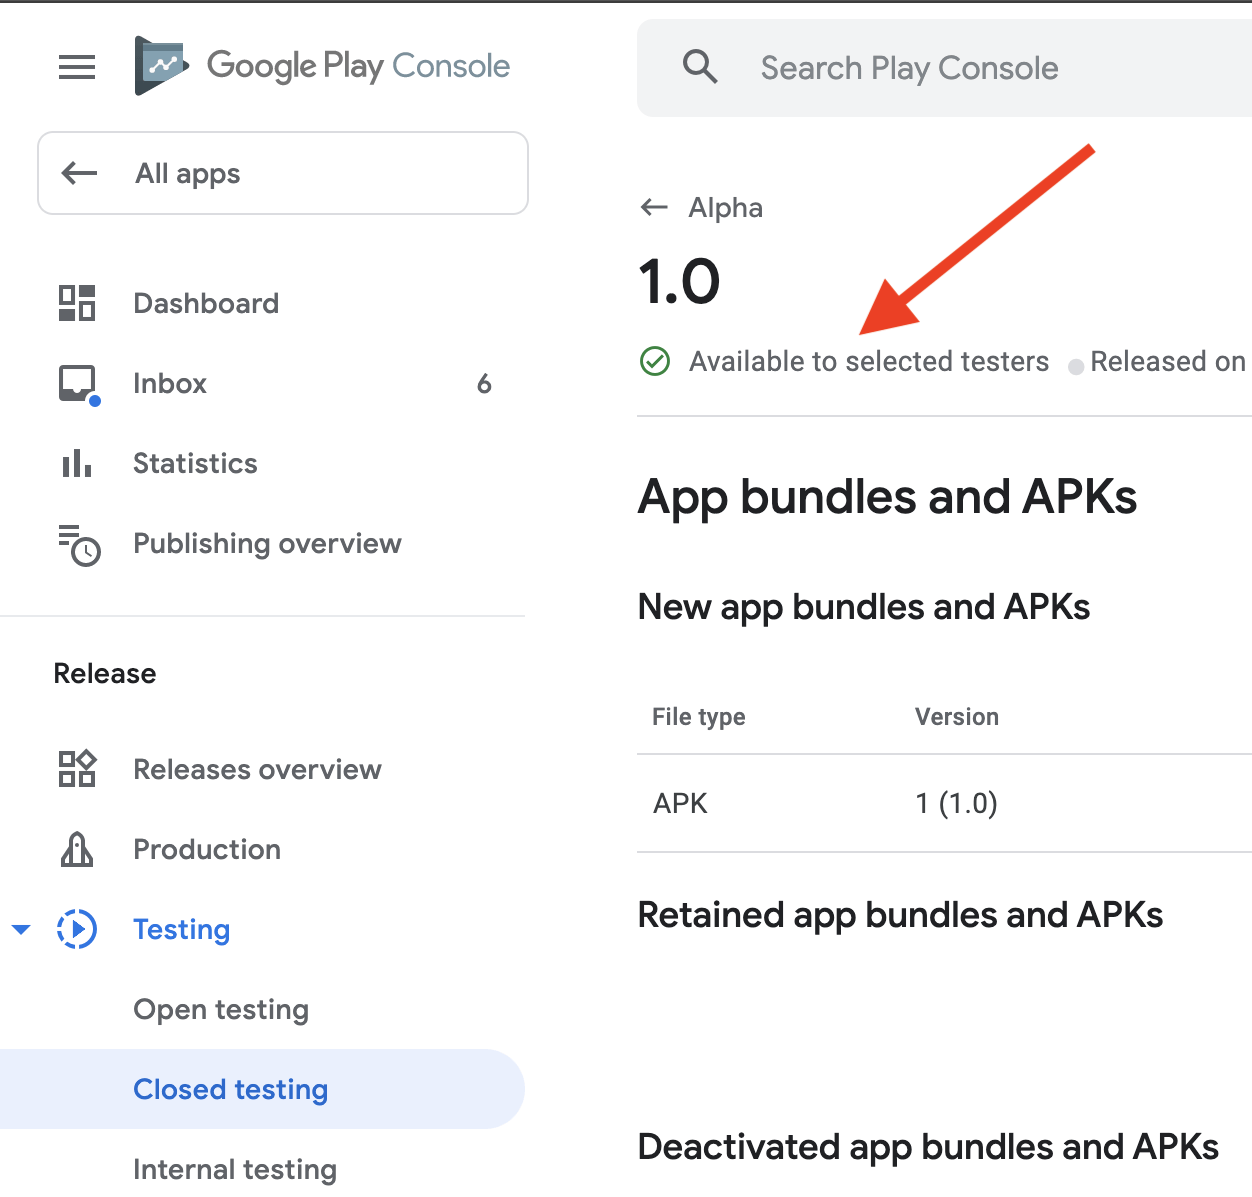 Google Play Console
Search Play Console
All apps
Alpha
1.0
Available to selected testers
Released on
Dashboard
Inbox 6
Statistics
Publishing overview
Release
Releases overview
Production
Testing
Open testing
Closed testing
Internal testing
App bundles and APKs
New app bundles and APKs
File type Version
APK 1 (1.0)
Retained app bundles and APKs
Deactivated app bundles and APKs